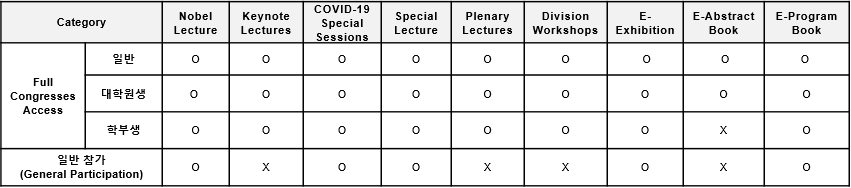 Category Nobel Lecture Keynote Lectures COVID-19 Special Sessions Special Lecture Plenary Lectures Division Workshops E-Exhibition E-Abstract Book E-Program Book
Full Congresses Access
일반 O O O O O O O O O
대학원생 O O O O O O O O O
학부생 O O O O O O O X O
일반 참가 (General Participation) O X O O X X O X O